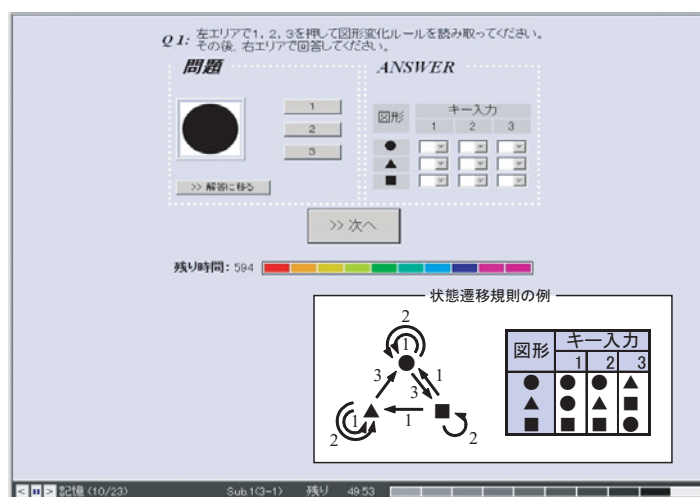 Q 1: 左エリアで1, 2, 3を押して図形変化ルールを読み取ってください。
その後、右エリアで回答してください。
問題
1
2
3
>> 解答に移る
ANSWER
図形 キー入力
1 2 3
●
▲
■
>> 次へ
残り時間: 594
状態遷移規則の例
2
1
3 3 1
1 1
2 2
図形 キー入力
1 2 3
● ● ● ▲
▲ ● ▲ ■
■ ■ ■ ●
< > 記憶 (10/23) Sub.1(3-1) 残り 49:53